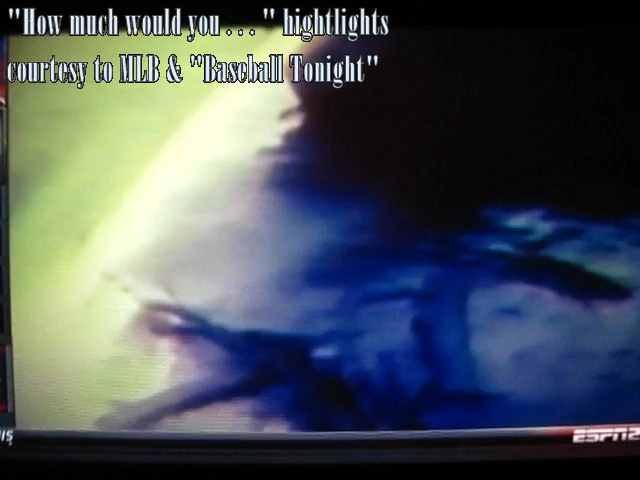 "How much would you . . . " hightlights
courtesy to MLB & "Baseball Tonight"
ESPN2